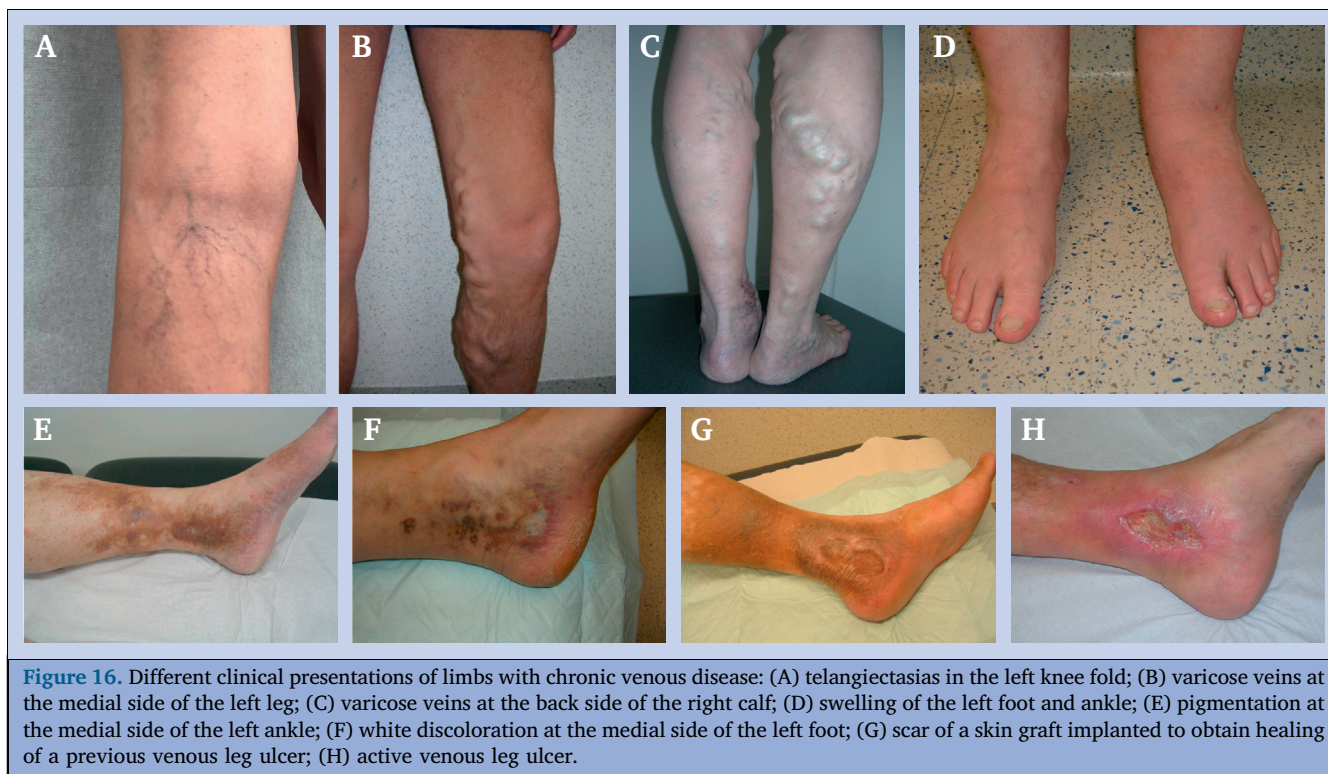 A
B
C
D
E
F
G
H
Figure 16. Different clinical presentations of limbs with chronic venous disease: (A) telangiectasias in the left knee fold; (B) varicose veins at
the medial side of the left leg; (C) varicose veins at the back side of the right calf; (D) swelling of the left foot and ankle; (E) pigmentation at
the medial side of the left ankle; (F) white discoloration at the medial side of the left foot; (G) scar of a skin graft implanted to obtain healing
of a previous venous leg ulcer; (H) active venous leg ulcer.